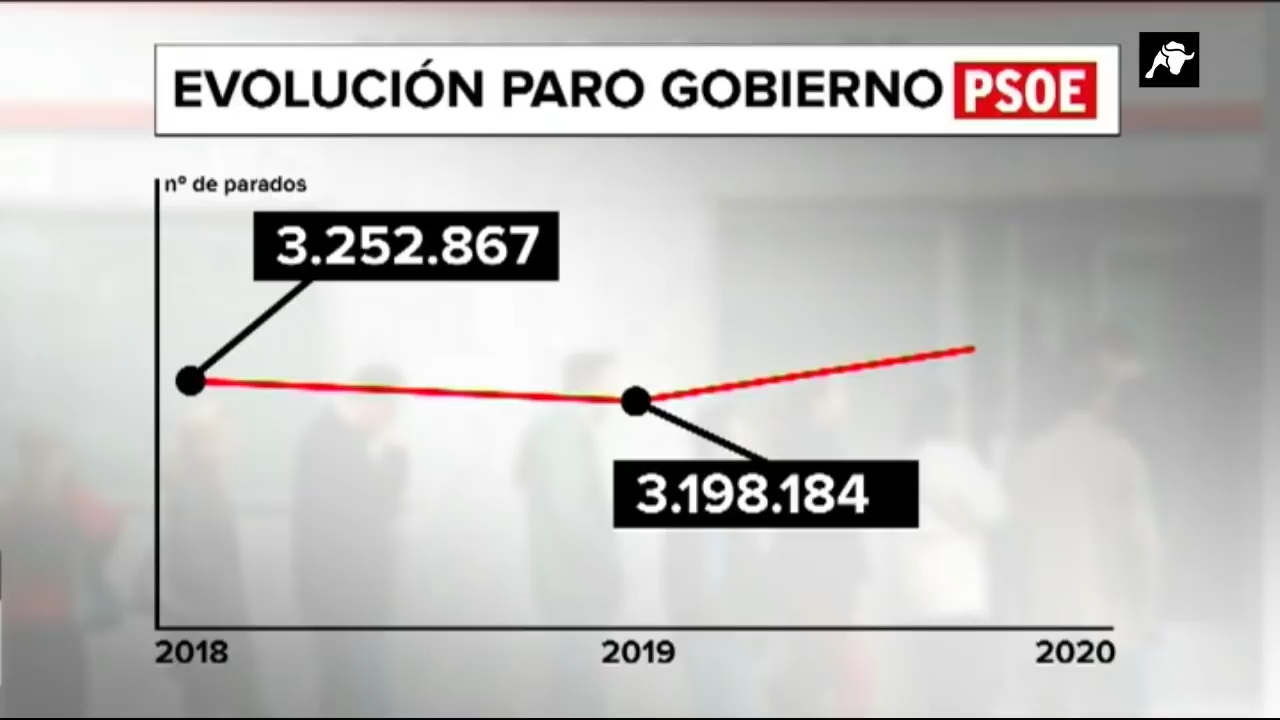 EVOLUCIÓN PARO GOBIERNO PSOE
nº de parados
3.252.867
3.198.184
2018 2019 2020